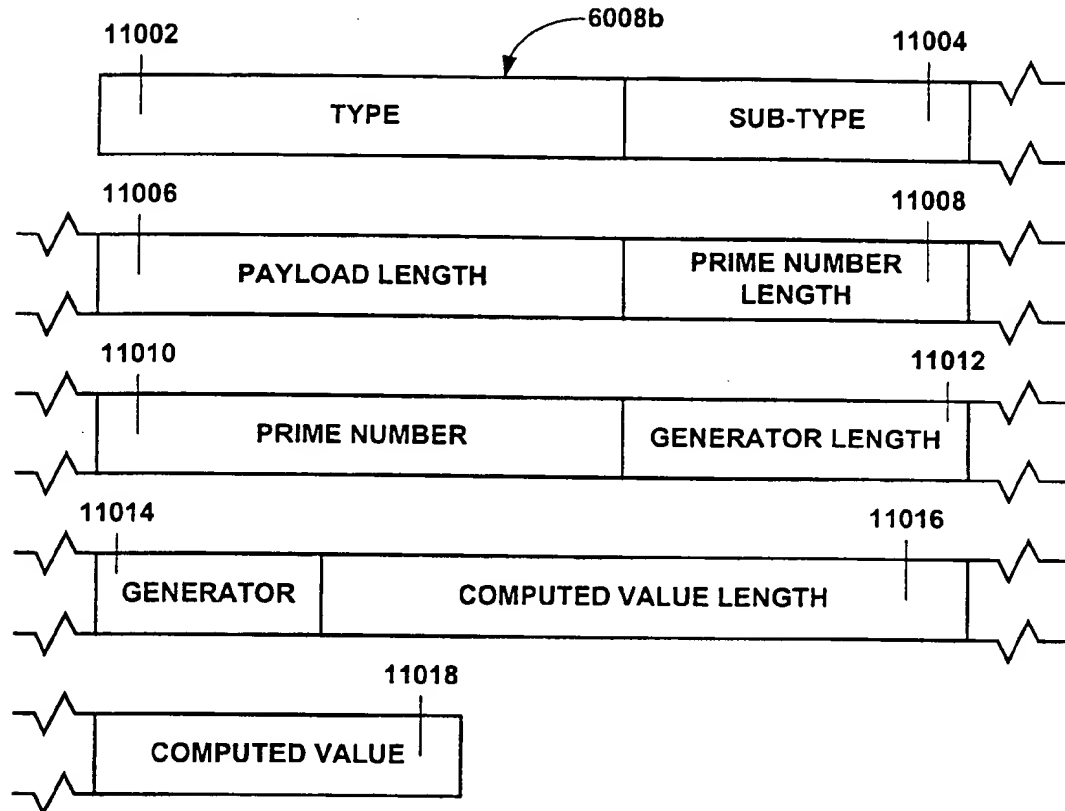 6008b
11002
11004
TYPE
SUB-TYPE
11006
11008
PAYLOAD LENGTH
PRIME NUMBER
LENGTH
11010
11012
PRIME NUMBER
GENERATOR LENGTH
11014
11016
GENERATOR
COMPUTED VALUE LENGTH
11018
COMPUTED VALUE